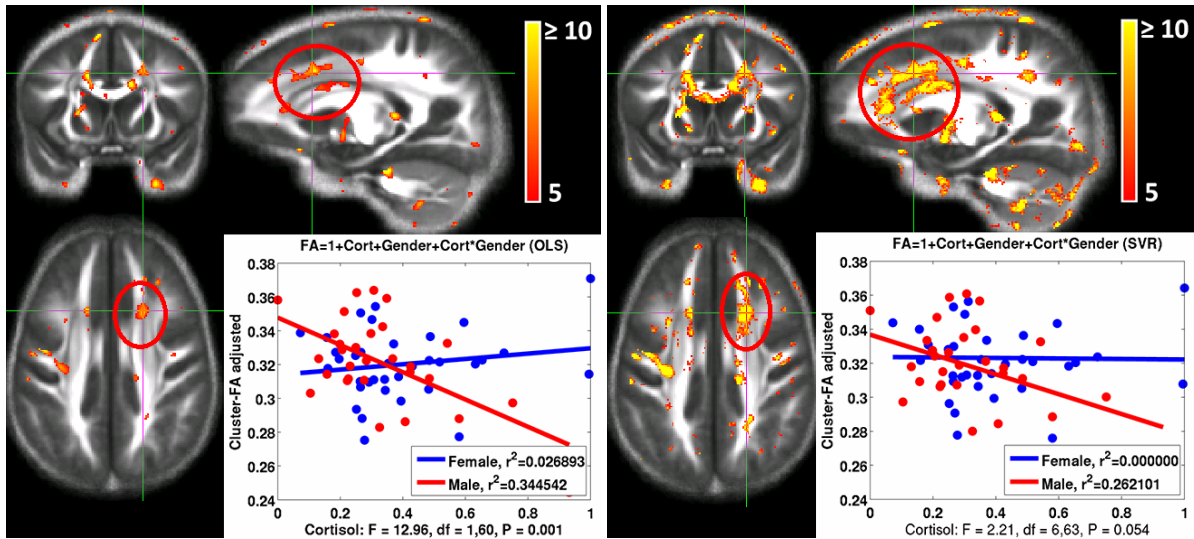 ≥ 10
5
FA=1+Cort+Gender+Cort*Gender (OLS)
Cluster-FA adjusted
0.38
0.36
0.34
0.32
0.3
0.28
0.26
0.24
Female, r²=0.026893
Male, r²=0.344542
0 0.2 0.4 0.6 0.8 1
Cortisol: F = 12.96, df = 1,60, P = 0.001
≥ 10
5
FA=1+Cort+Gender+Cort*Gender (SVR)
Cluster-FA adjusted
0.38
0.36
0.34
0.32
0.3
0.28
0.26
0.24
Female, r²=0.000000
Male, r²=0.262101
0 0.2 0.4 0.6 0.8 1
Cortisol: F = 2.21, df = 6,63, P = 0.054